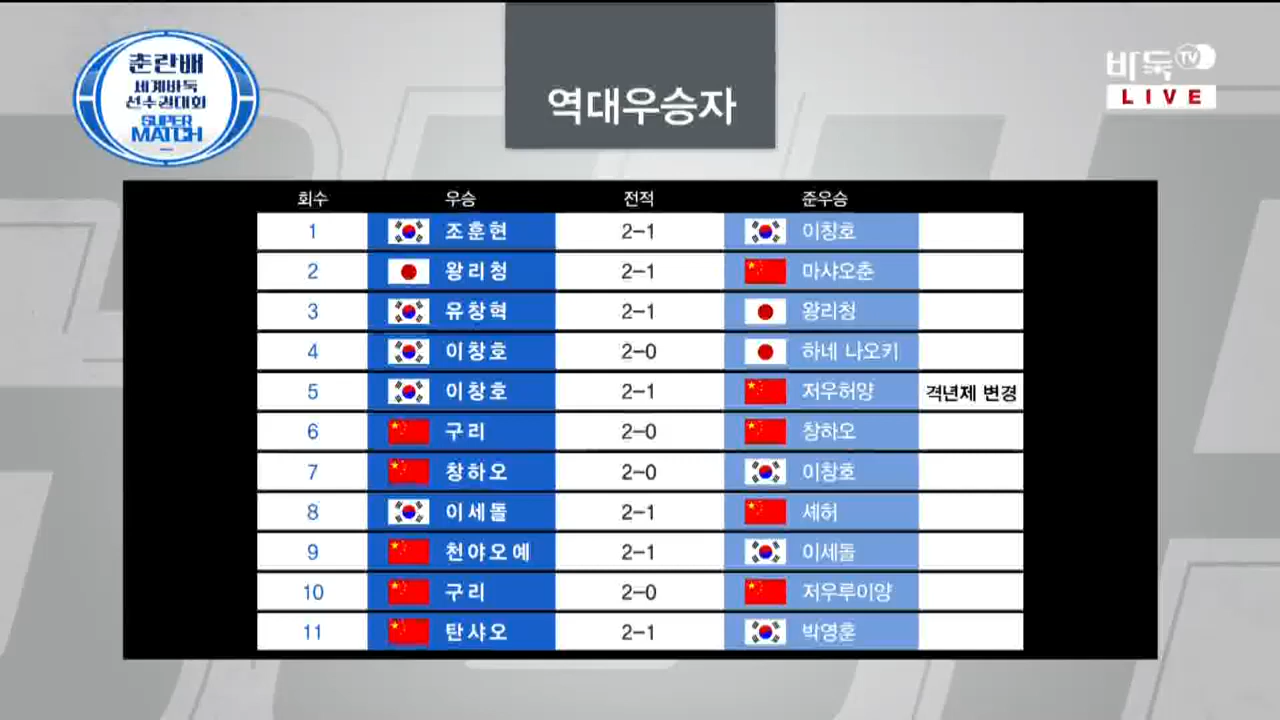 춘란배
세계바둑
선수권대회
SUPER
MATCH
역대우승자
바둑 TV
LIVE
회수 우승 전적 준우승
1 조훈현 2-1 이창호
2 왕리청 2-1 마샤오춘
3 유창혁 2-1 왕리청
4 이창호 2-0 하네 나오키
5 이창호 2-1 저우허양 격년제 변경
6 구리 2-0 창하오
7 창하오 2-0 이창호
8 이세돌 2-1 셰허
9 천야오예 2-1 이세돌
10 구리 2-0 저우루이양
11 탄샤오 2-1 박영훈